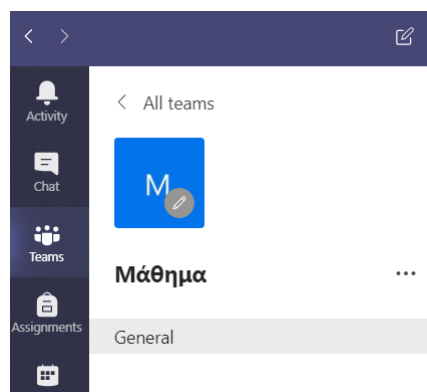 Activity
Chat
Teams
Assignments
All teams
M
Μάθημα
General